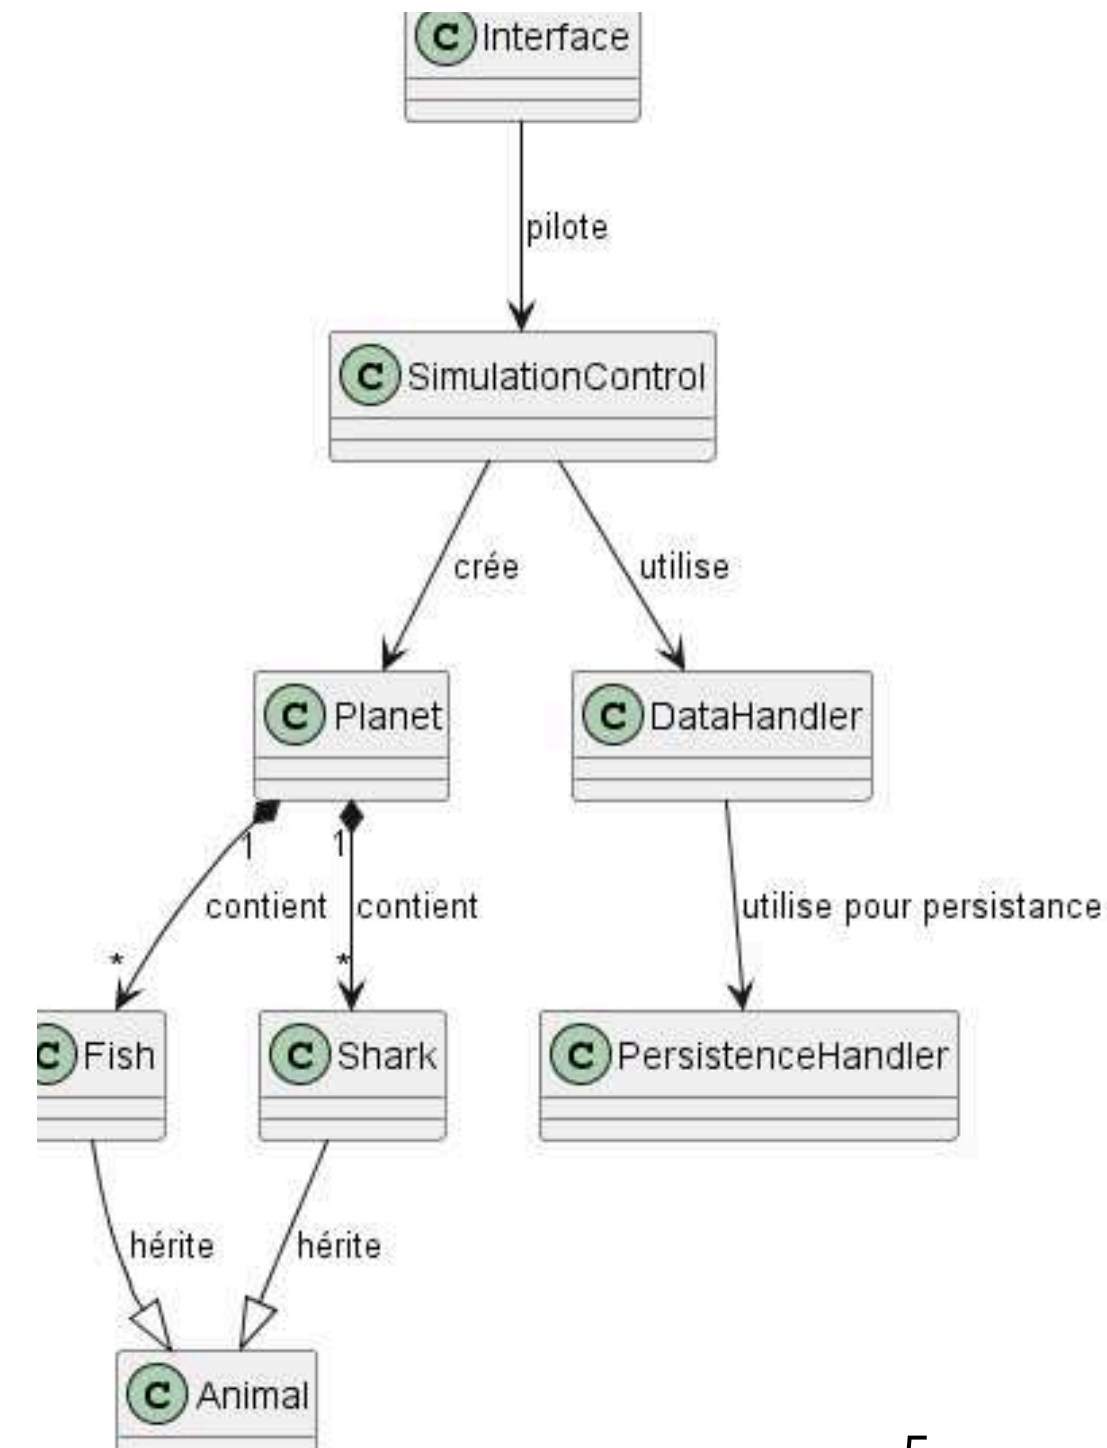 C Interface
pilote
C SimulationControl
crée
utilise
C Planet
C DataHandler
1
1
contient
contient
utilise pour persistance
*
*
C Fish
C Shark
C PersistenceHandler
hérite
hérite
C Animal